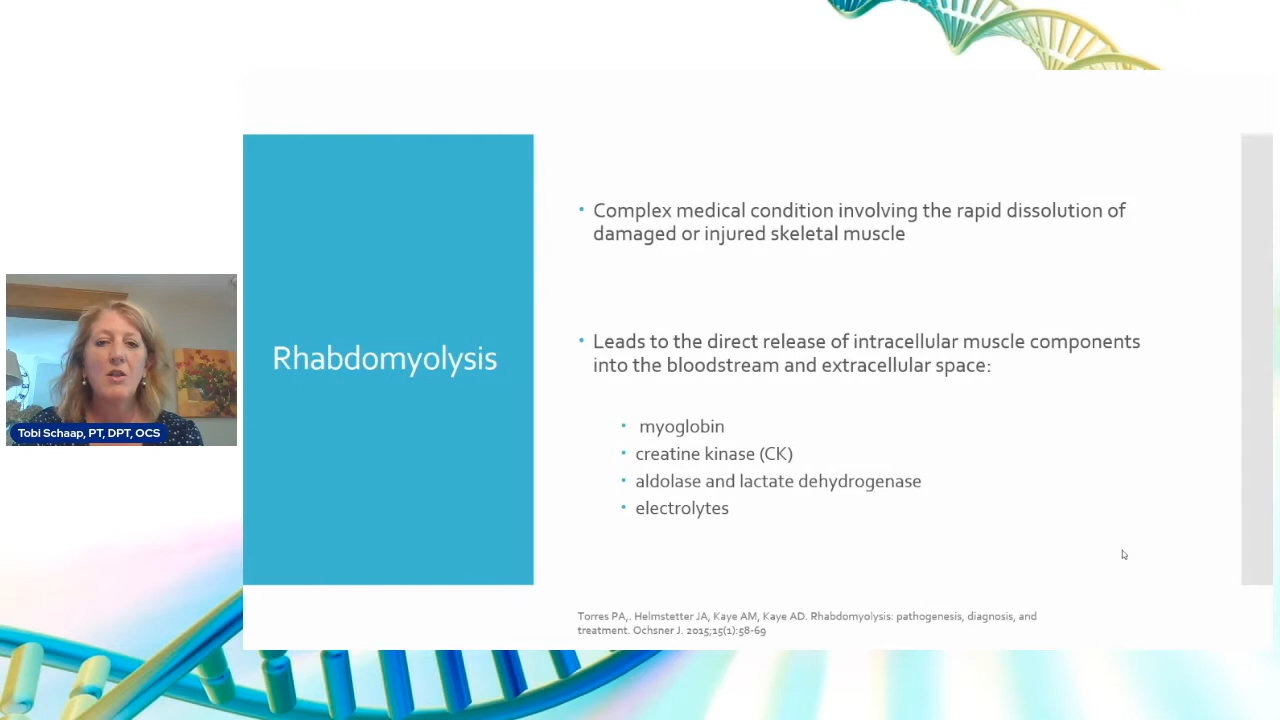 Rhabdomyolysis
• Complex medical condition involving the rapid dissolution of
damaged or injured skeletal muscle
• Leads to the direct release of intracellular muscle components
into the bloodstream and extracellular space:
• myoglobin
• creatine kinase (CK)
• aldolase and lactate dehydrogenase
• electrolytes
Torres PA,. Helmstetter JA, Kaye AM, Kaye AD. Rhabdomyolysis: pathogenesis, diagnosis, and
treatment. Ochsner J. 2015;15(1):58-69
Tobi Schaap, PT, DPT, OCS